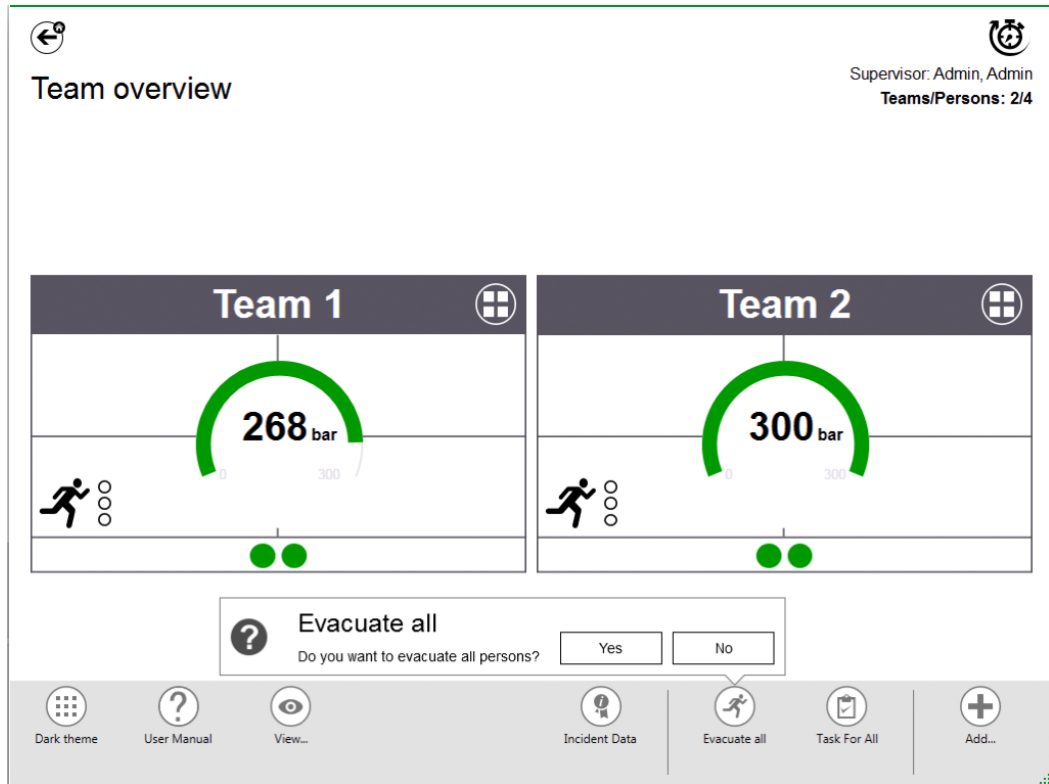 Supervisor: Admin, Admin
Team overview
Teams/Persons: 2/4
Team 1
Team 2
268 bar
300 bar
0 300
0 300
Evacuate all
Do you want to evacuate all persons?
Yes
No
Dark theme
User Manual
View...
Incident Data
Evacuate all
Task For All
Add...